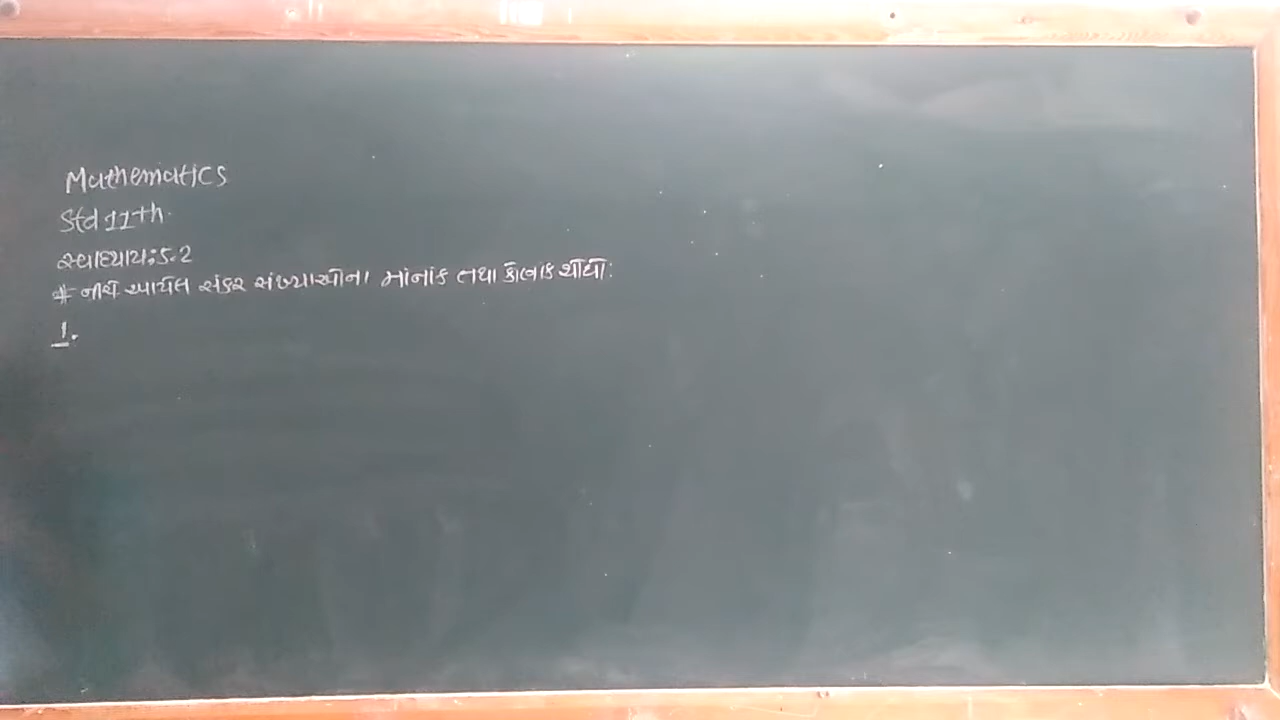 Mathematics
Std 11th.
સ્વાધ્યાય: 5.2
# નીચે આપેલ સંકર સંખ્યાઓના માનાંક તથા કોણાંક શોધો:
1.